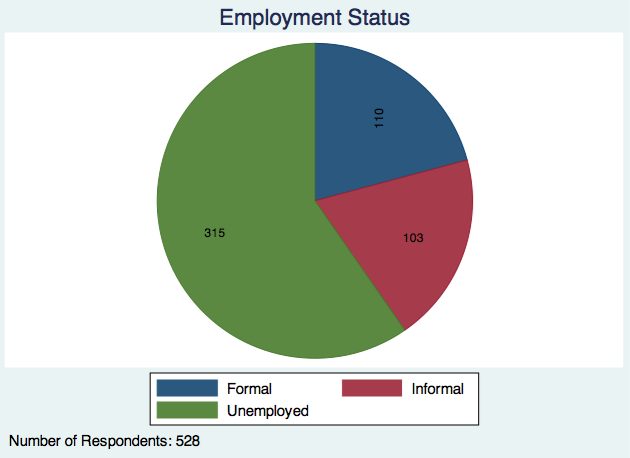 Employment Status
110
315
103
Formal
Informal
Unemployed
Number of Respondents: 528